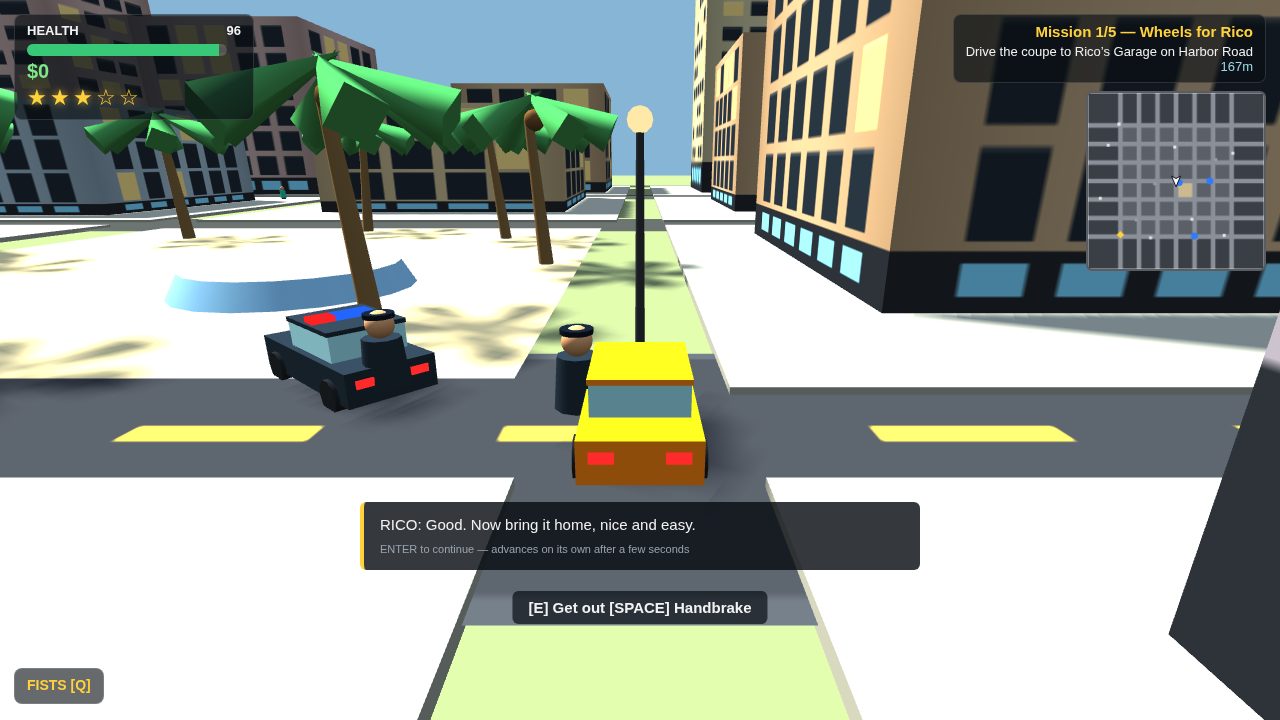 HEALTH 96
$0
★★★☆☆
Mission 1/5 — Wheels for Rico
Drive the coupe to Rico's Garage on Harbor Road
167m
RICO: Good. Now bring it home, nice and easy.
ENTER to continue — advances on its own after a few seconds
[E] Get out [SPACE] Handbrake
FISTS [Q]